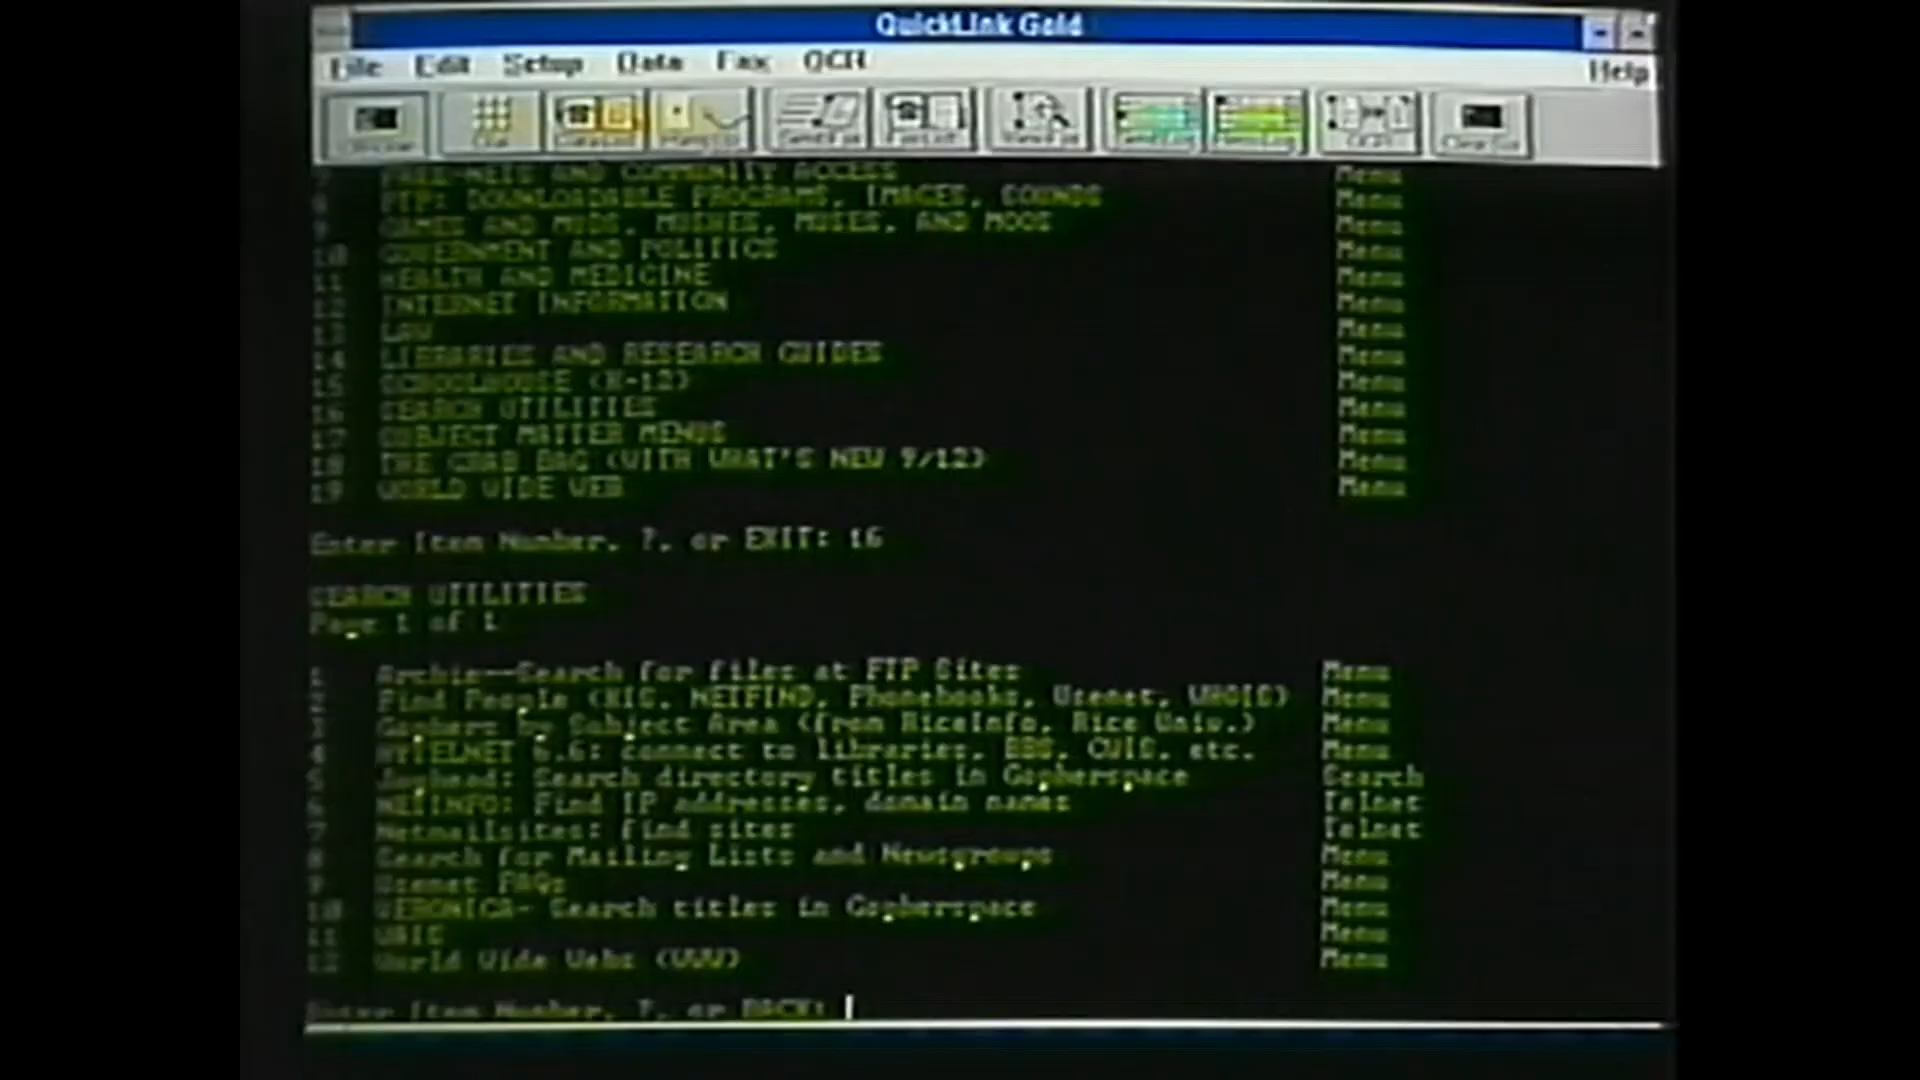 QuickLink Gold
File Edit Setup Data Fax OCR Help
7 FREE-NETS AND COMMUNITY ACCESS Menu
8 FTP: DOWNLOADABLE PROGRAMS, IMAGES, SOUNDS Menu
9 GAMES AND MUDS, MUSHES, MUSES, AND MOOS Menu
10 GOVERNMENT AND POLITICS Menu
11 HEALTH AND MEDICINE Menu
12 INTERNET INFORMATION Menu
13 LAW Menu
14 LIBRARIES AND RESEARCH GUIDES Menu
15 SCHOOLHOUSE (K-12) Menu
16 SEARCH UTILITIES Menu
17 SUBJECT MATTER MENUS Menu
18 THE GRAB BAG (WITH WHAT'S NEW 9/12) Menu
19 WORLD WIDE WEB Menu
Enter Item Number, ?, or EXIT: 16
SEARCH UTILITIES
Page 1 of 1
1 Archie--Search for files at FTP Sites Menu
2 Find People (NIS, NETFIND, Phonebooks, Usenet, WHOIS) Menu
3 Gophers by Subject Area (from RiceInfo, Rice Univ.) Menu
4 HYTELNET 6.6: connect to libraries, BBS, CWIS, etc. Menu
5 Jughead: Search directory titles in Gopherspace Search
6 NETINFO: Find IP addresses, domain names Telnet
7 Netmailsites: find sites Telnet
8 Search for Mailing Lists and Newsgroups Menu
9 Usenet FAQs Menu
10 VERONICA- Search titles in Gopherspace Menu
11 WAIS Menu
12 World Wide Webs (WWW) Menu
Enter Item Number, ?, or BACK: